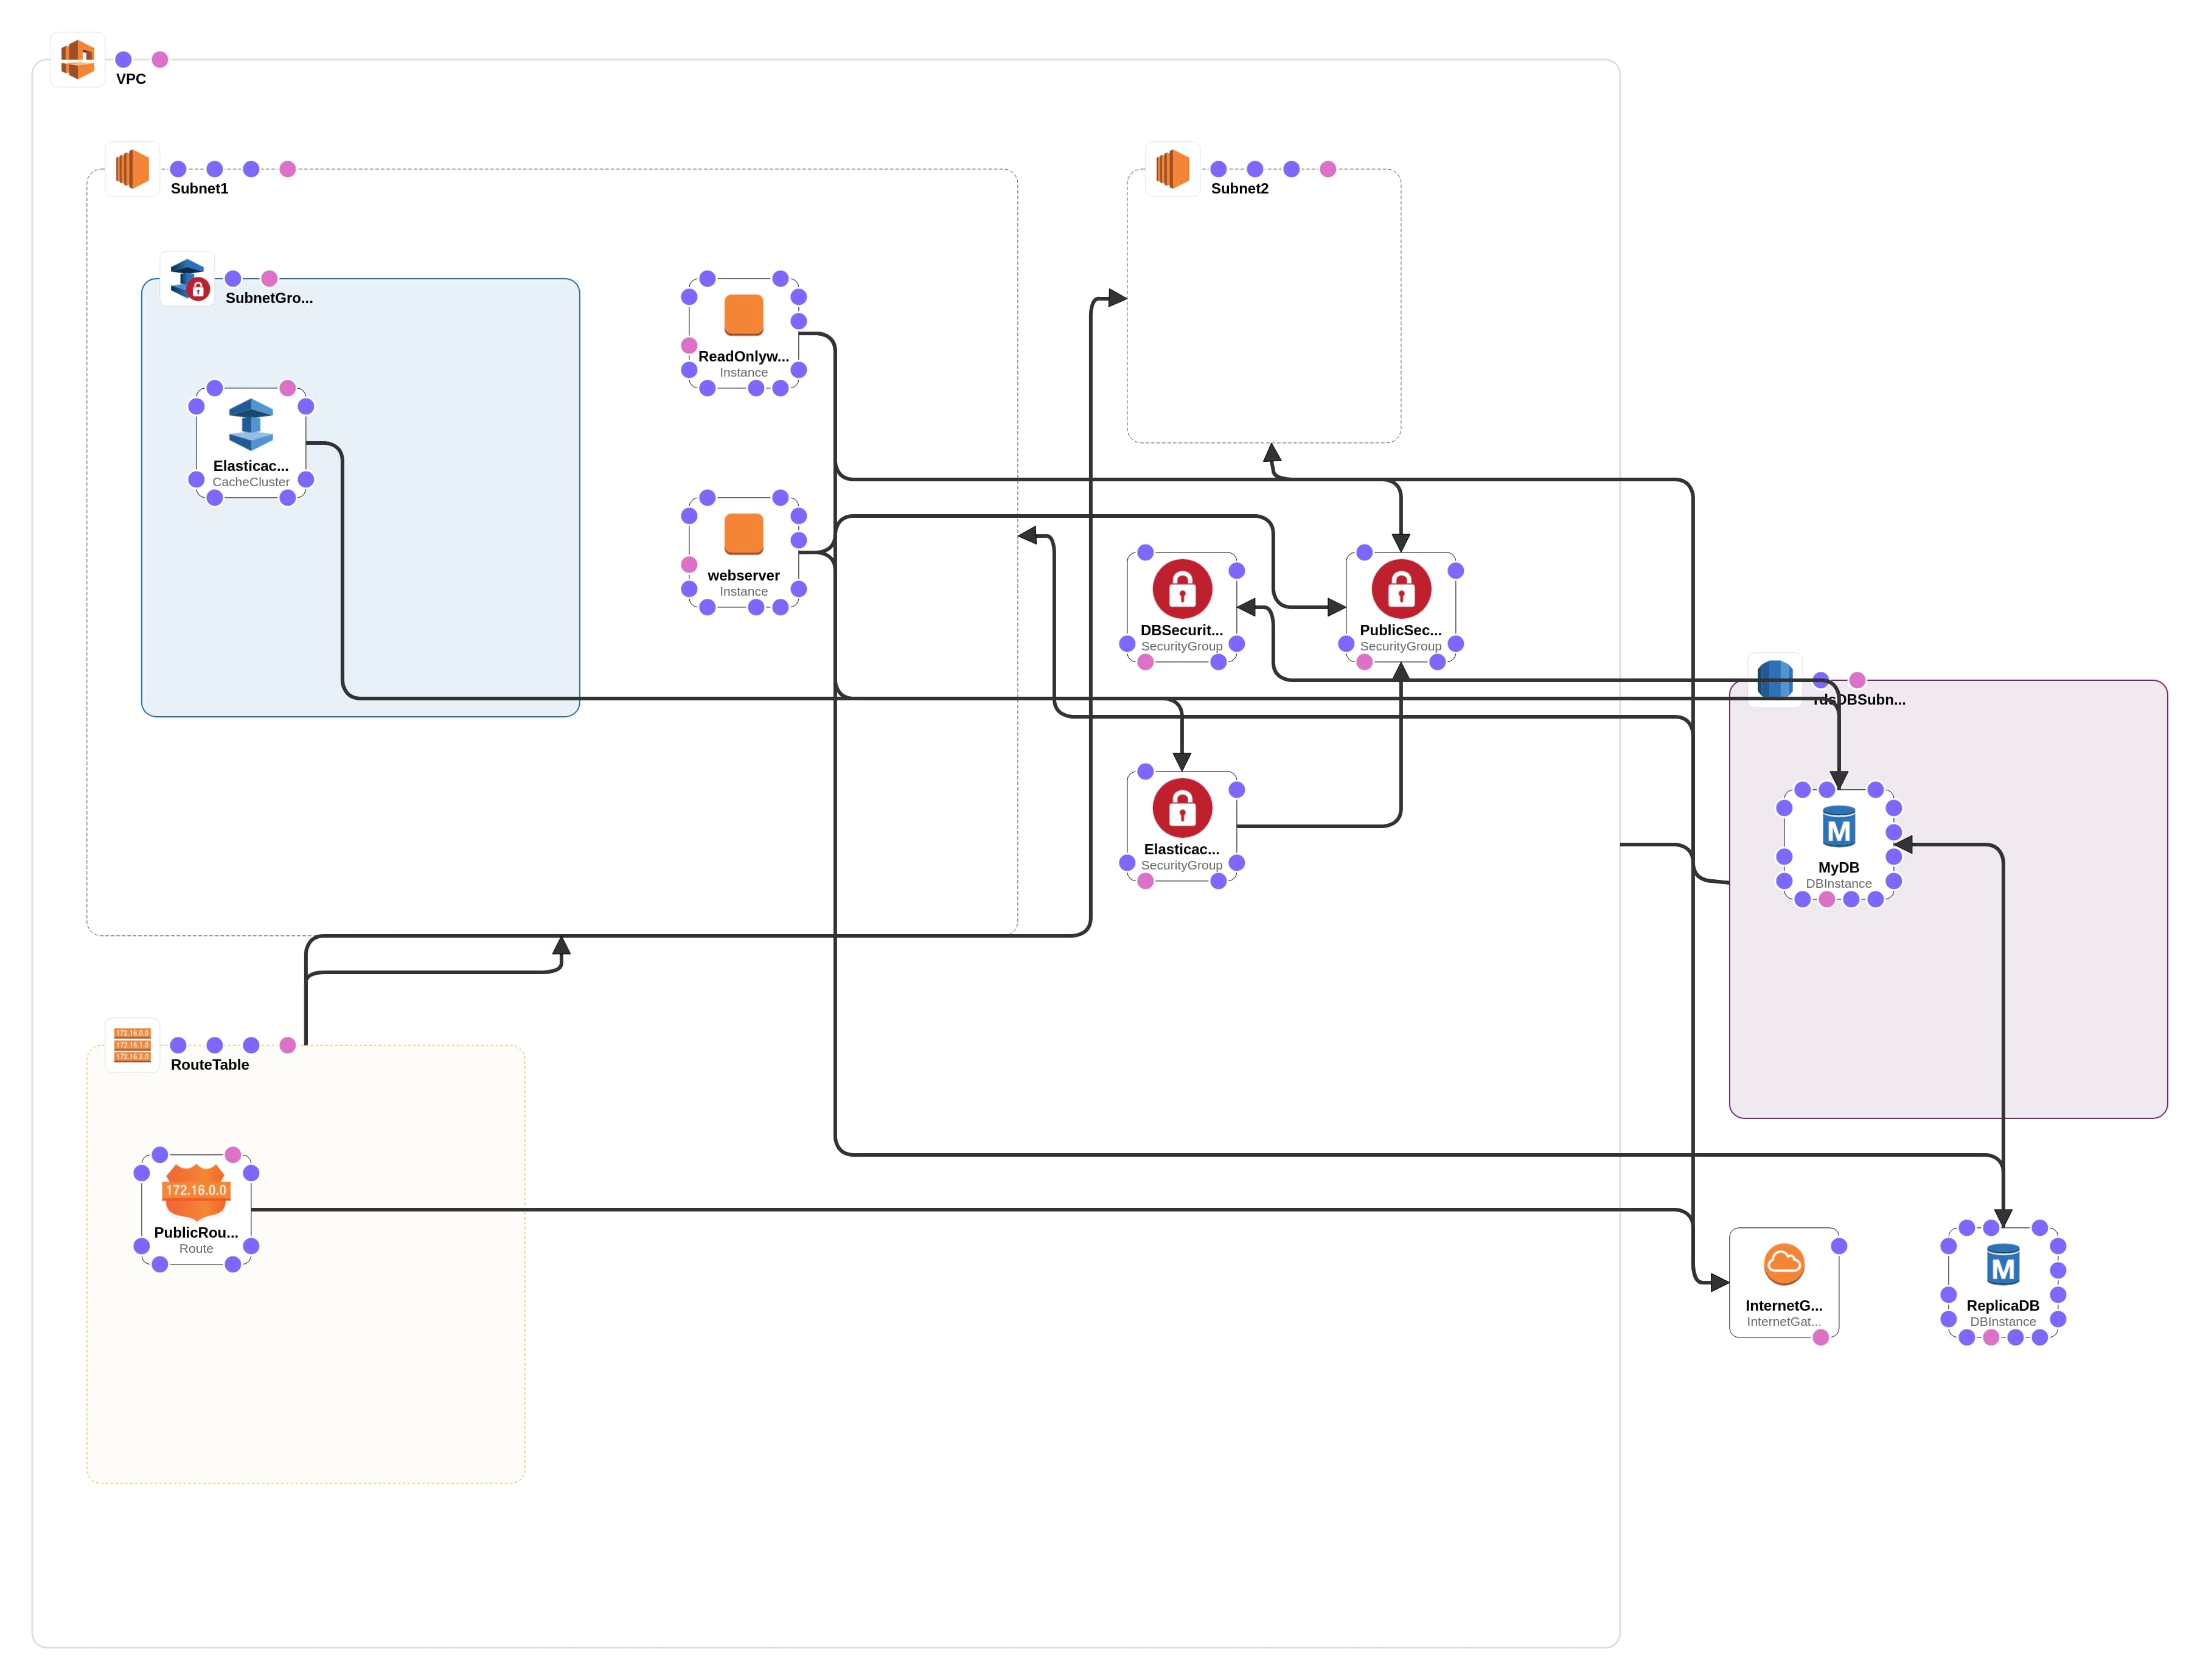 VPC
Subnet1
Subnet2
SubnetGro...
ReadOnlyw...
Instance
Elasticac...
CacheCluster
webserver
Instance
DBSecurit...
SecurityGroup
PublicSec...
SecurityGroup
rdsDBSubn...
Elasticac...
SecurityGroup
M
MyDB
DBInstance
172.16.0.0
172.16.1.0
172.16.2.0
RouteTable
172.16.0.0
PublicRou...
Route
InternetG...
InternetGat...
M
ReplicaDB
DBInstance